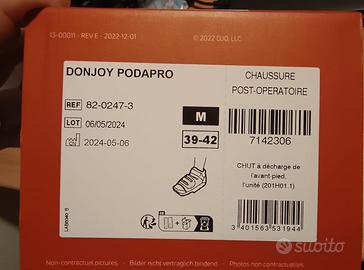 13-00011 - REV E - 2022-12-01
© 2022 DJO, LLC
DONJOY PODAPRO
REF 82-0247-3
LOT 06/05/2024
2024-05-06
M
39-42
CHAUSSURE
POST-OPERATOIRE
7142306
CHUT à décharge de
l'avant-pied,
l'unité (201H01.1)
3 401563 531944
Non-contractual pictures - Bilder nicht vertraglich bindend - Photos non contractuelles
subito